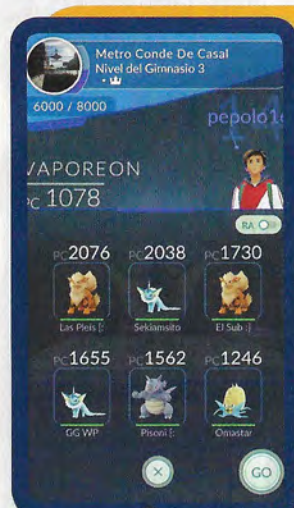 Metro Conde De Casal
Nivel del Gimnasio 3
6000 / 8000
pepolo16
VAPOREON
PC 1078
RA
PC2076 PC2038 PC1730
Las Pleis [: Sekiamsito El Sub :]
PC1655 PC1562 PC1246
GG WP Pisoni [: Omastar
GO